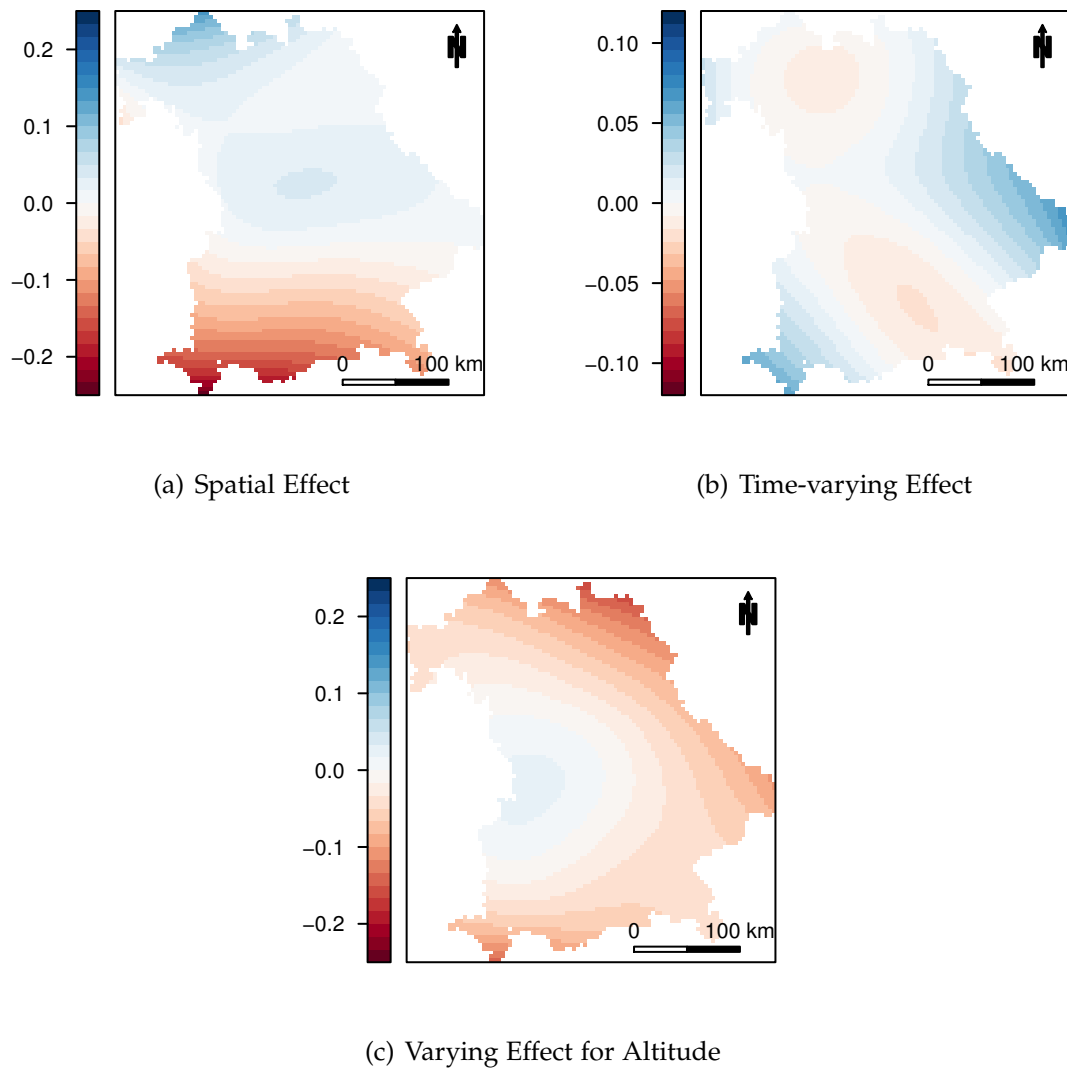 0.2
0.1
0.0
−0.1
−0.2
N
0 100 km
0.10
0.05
0.00
−0.05
−0.10
N
0 100 km
(a) Spatial Effect
(b) Time-varying Effect
0.2
0.1
0.0
−0.1
−0.2
N
0 100 km
(c) Varying Effect for Altitude